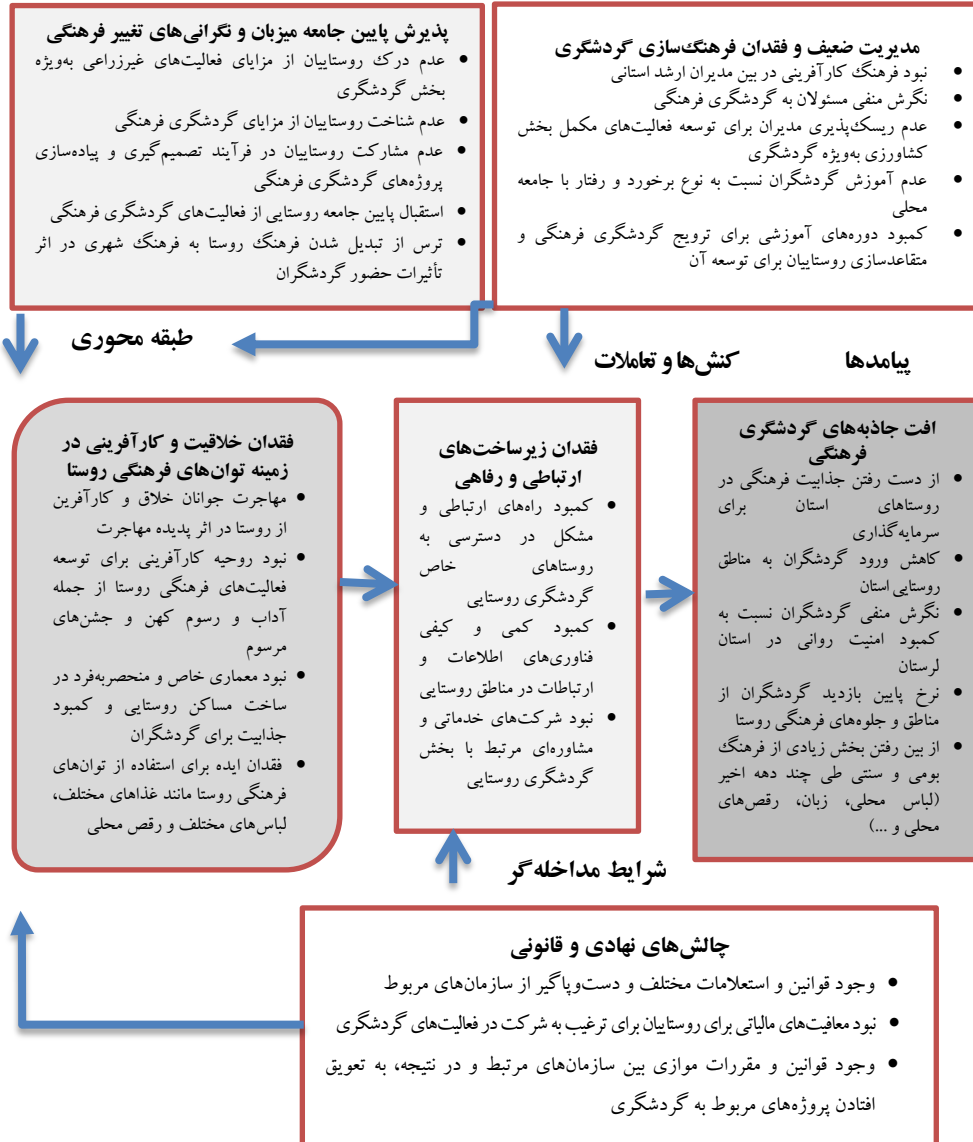 مدیریت ضعیف و فقدان فرهنگ‌سازی گردشگری
• نبود فرهنگ کارآفرینی در بین مدیران ارشد استانی
• نگرش منفی مسئولان به گردشگری فرهنگی
• عدم ریسک‌پذیری مدیران برای توسعه فعالیت‌های مکمل بخش
کشاورزی به‌ویژه گردشگری
• عدم آموزش گردشگران نسبت به نوع برخورد و رفتار با جامعه
محلی
• کمبود دوره‌های آموزشی برای ترویج گردشگری فرهنگی و
متقاعدسازی روستاییان برای توسعه آن
پذیرش پایین جامعه میزبان و نگرانی‌های تغییر فرهنگی
• عدم درک روستاییان از مزایای فعالیت‌های غیرزراعی به‌ویژه
بخش گردشگری
• عدم شناخت روستاییان از مزایای گردشگری فرهنگی
• عدم مشارکت روستاییان در فرآیند تصمیم‌گیری و پیاده‌سازی
پروژه‌های گردشگری فرهنگی
• استقبال پایین جامعه روستایی از فعالیت‌های گردشگری فرهنگی
• ترس از تبدیل شدن فرهنگ روستا به فرهنگ شهری در اثر
تأثیرات حضور گردشگران
پیامدها
کنش‌ها و تعاملات
طبقه محوری
افت جاذبه‌های گردشگری
فرهنگی
• از دست رفتن جذابیت فرهنگی در
روستاهای استان برای
سرمایه‌گذاری
• کاهش ورود گردشگران به مناطق
روستایی استان
• نگرش منفی گردشگران نسبت به
کمبود امنیت روانی در استان
لرستان
• نرخ پایین بازدید گردشگران از
مناطق و جلوه‌های فرهنگی روستا
• از بین رفتن بخش زیادی از فرهنگ
بومی و سنتی طی چند دهه اخیر
(لباس محلی، زبان، رقص‌های
محلی و ...)
فقدان زیرساخت‌های
ارتباطی و رفاهی
• کمبود راه‌های ارتباطی و
مشکل در دسترسی به
روستاهای خاص
گردشگری روستایی
• کمبود کمی و کیفی
فناوری‌های اطلاعات و
ارتباطات در مناطق روستایی
• نبود شرکت‌های خدماتی و
مشاوره‌ای مرتبط با بخش
گردشگری روستایی
فقدان خلاقیت و کارآفرینی در
زمینه توان‌های فرهنگی روستا
• مهاجرت جوانان خلاق و کارآفرین
از روستا در اثر پدیده مهاجرت
• نبود روحیه کارآفرینی برای توسعه
فعالیت‌های فرهنگی روستا از جمله
آداب و رسوم کهن و جشن‌های
مرسوم
• نبود معماری خاص و منحصربه‌فرد در
ساخت مساکن روستایی و کمبود
جذابیت برای گردشگران
• فقدان ایده برای استفاده از توان‌های
فرهنگی روستا مانند غذاهای مختلف،
لباس‌های مختلف و رقص محلی
شرایط مداخله‌گر
چالش‌های نهادی و قانونی
• وجود قوانین و استعلامات مختلف و دست‌وپاگیر از سازمان‌های مربوط
• نبود معافیت‌های مالیاتی برای روستاییان برای ترغیب به شرکت در فعالیت‌های گردشگری
• وجود قوانین و مقررات موازی بین سازمان‌های مرتبط و در نتیجه، به تعویق
افتادن پروژه‌های مربوط به گردشگری